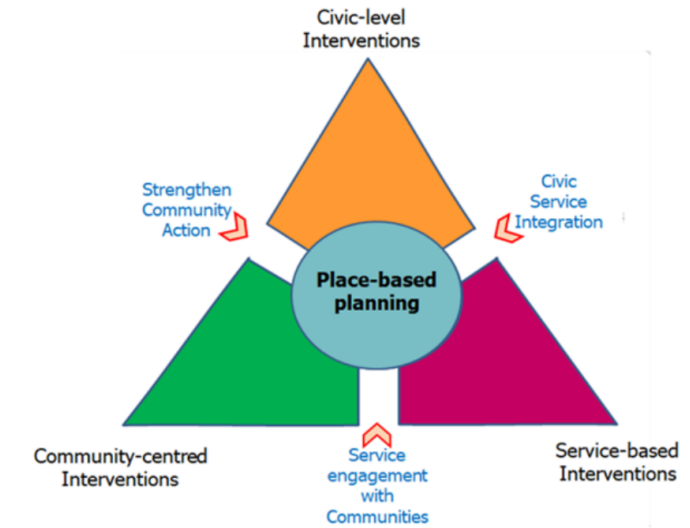 Civic-level
Interventions
Strengthen
Community
Action
Civic
Service
Integration
Place-based
planning
Community-centred
Interventions
Service
engagement
with
Communities
Service-based
Interventions